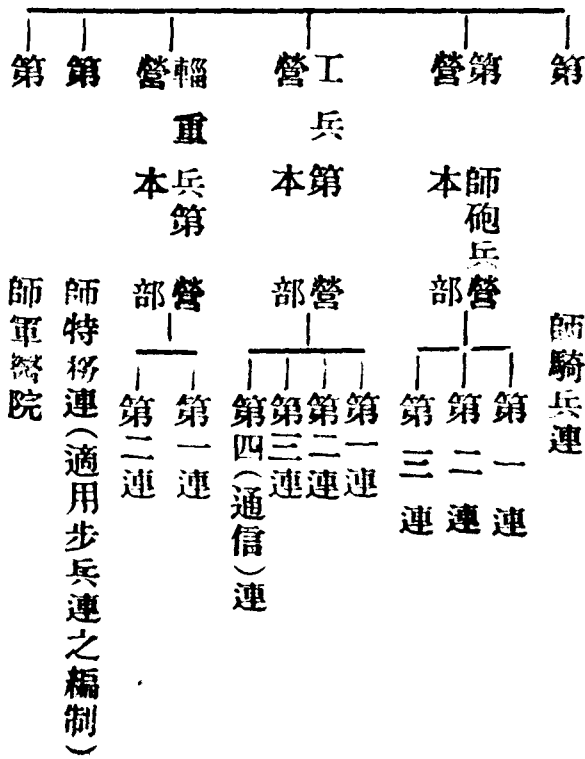 第　師騎兵連
第　師砲兵營
營本部
第一連
第二連
第三連
工兵第　營
營本部
第一連
第二連
第三連
第四(通信)連
輜重兵第　營
營本部
第一連
第二連
第　師特務連(適用步兵連之編制)
第　師軍醫院